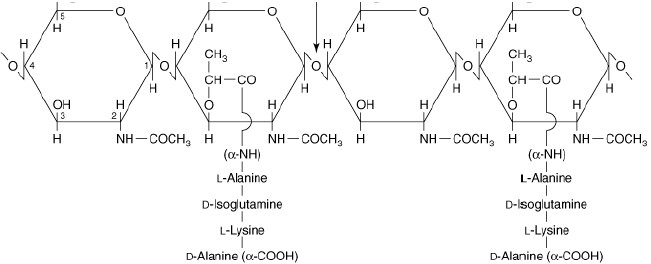 5 O O O O
H H H H
CH₃ CH₃
4 H 1 H H H
O O O O O
CH CO CH CO
H H H H
OH O OH O
3 2 H H H H
H NH COCH₃ H NH COCH₃ H NH COCH₃ H NH COCH₃
(α-NH) (α-NH)
L-Alanine L-Alanine
D-Isoglutamine D-Isoglutamine
L-Lysine L-Lysine
D-Alanine (α-COOH) D-Alanine (α-COOH)